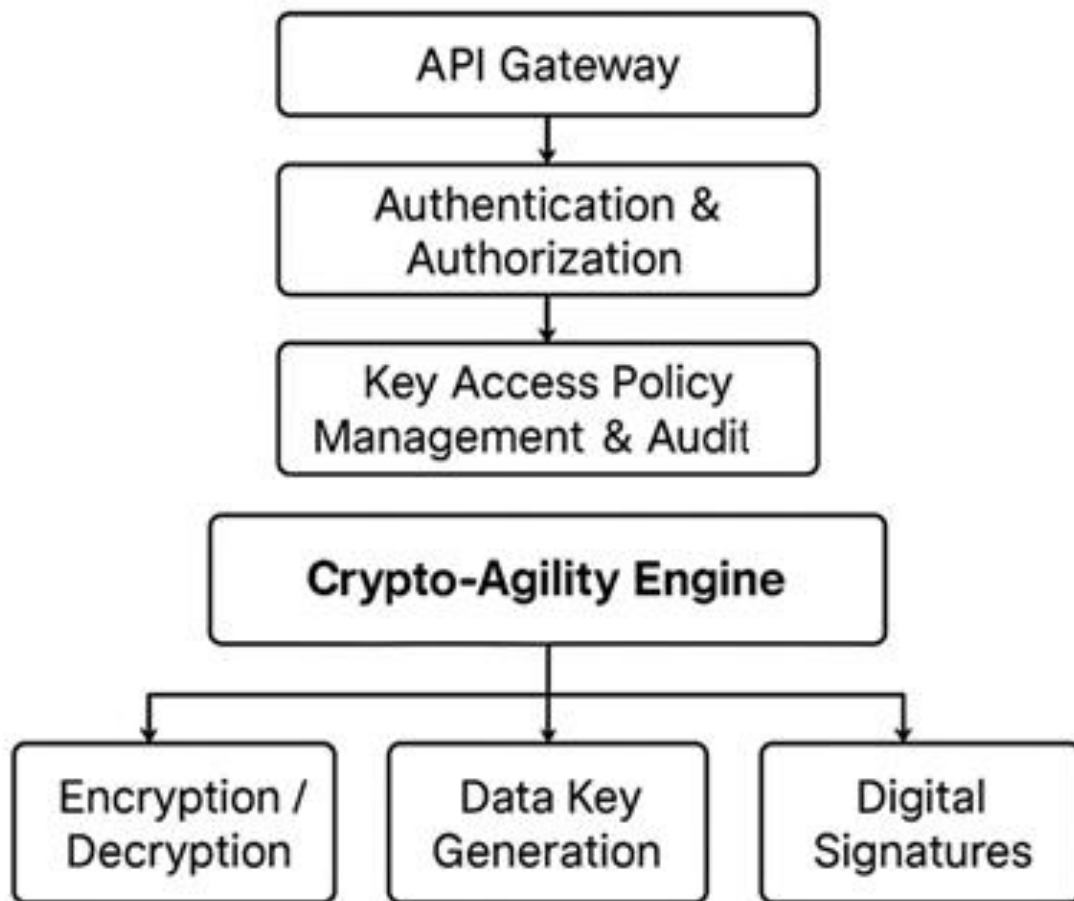 API Gateway
Authentication &
Authorization
Key Access Policy
Management & Audit
Crypto-Agility Engine
Encryption /
Decryption
Data Key
Generation
Digital
Signatures